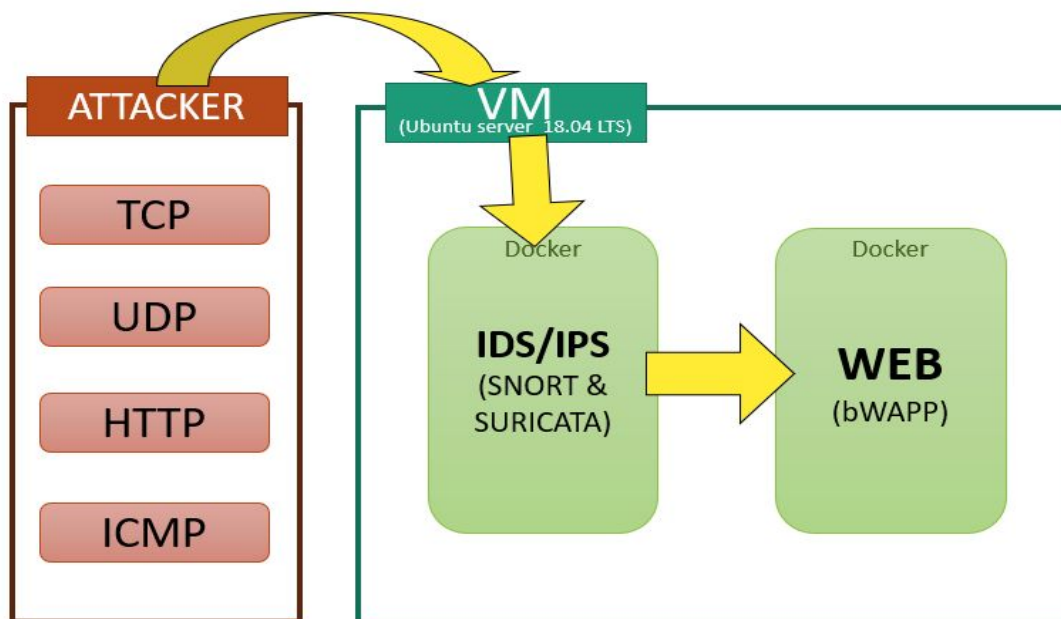 ATTACKER
TCP
UDP
HTTP
ICMP
VM
(Ubuntu server 18.04 LTS)
Docker
IDS/IPS
(SNORT &
SURICATA)
Docker
WEB
(bWAPP)